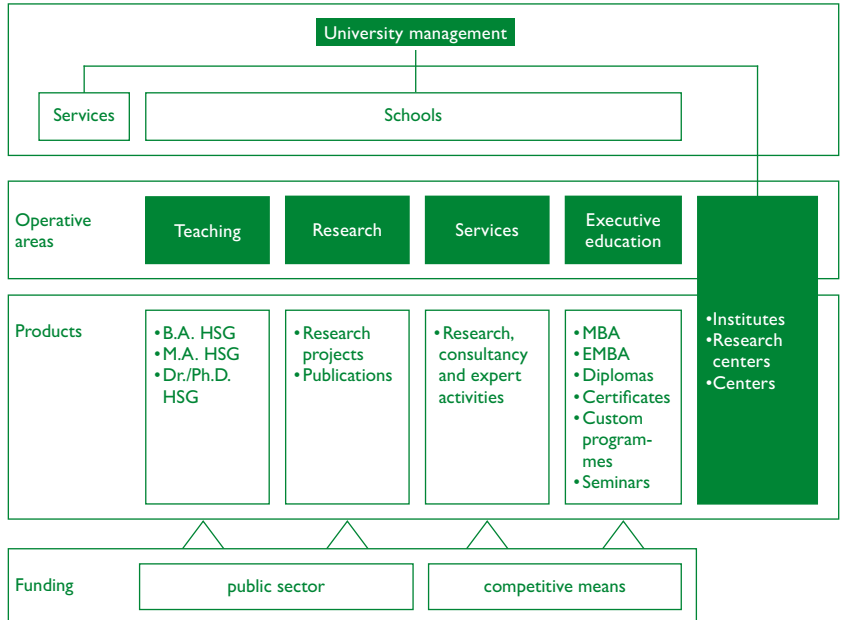 University management
Services
Schools
Operative
areas
Teaching
Research
Services
Executive
education
Products
•B.A. HSG
•M.A. HSG
•Dr./Ph.D.
HSG
•Research
projects
•Publications
•Research,
consultancy
and expert
activities
•MBA
•EMBA
•Diplomas
•Certificates
•Custom
program-
mes
•Seminars
•Institutes
•Research
centers
•Centers
Funding
public sector
competitive means